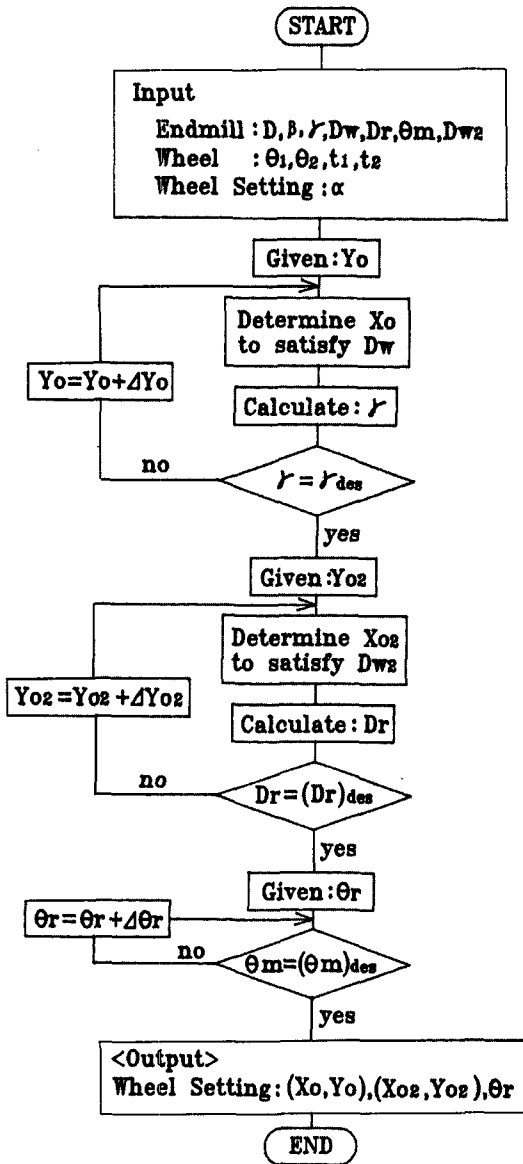 START
Input
Endmill : D, β, γ, Dw, Dr, θm, Dw2
Wheel : θ1, θ2, t1, t2
Wheel Setting : α
Given : Yo
Determine Xo
to satisfy Dw
Yo=Yo+ΔYo
Calculate : γ
no
γ = γdes
yes
Given : Yo2
Determine Xo2
to satisfy Dw2
Yo2=Yo2+ΔYo2
Calculate : Dr
no
Dr=(Dr)des
yes
Given : θr
θr=θr+Δθr
no
θm=(θm)des
yes
<Output>
Wheel Setting : (Xo,Yo),(Xo2,Yo2),θr
END